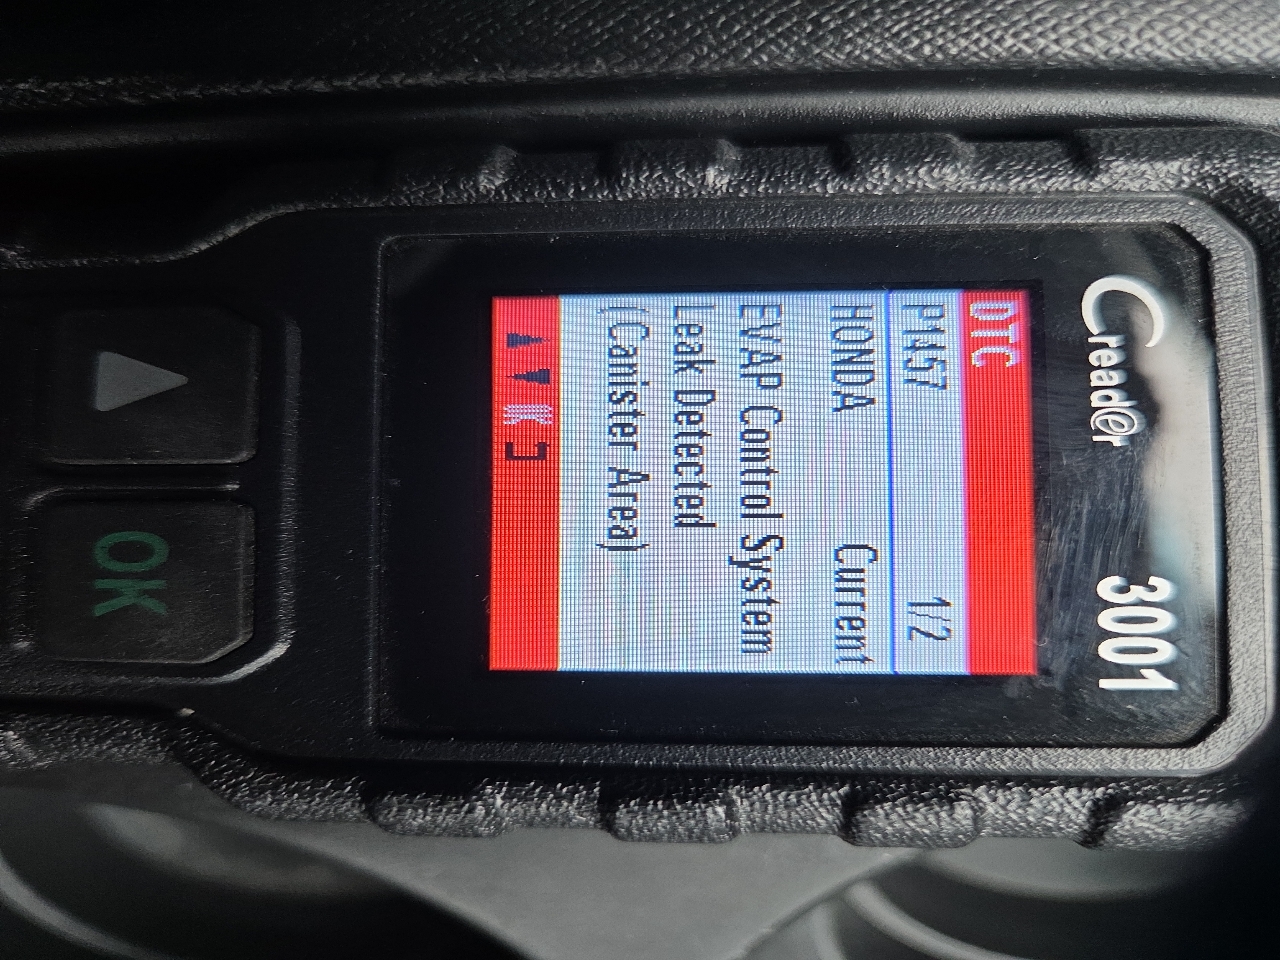 Cread@r 3001
DTC
P1457 1/2
HONDA Current
EVAP Control System
Leak Detected
(Canister Area)
OK